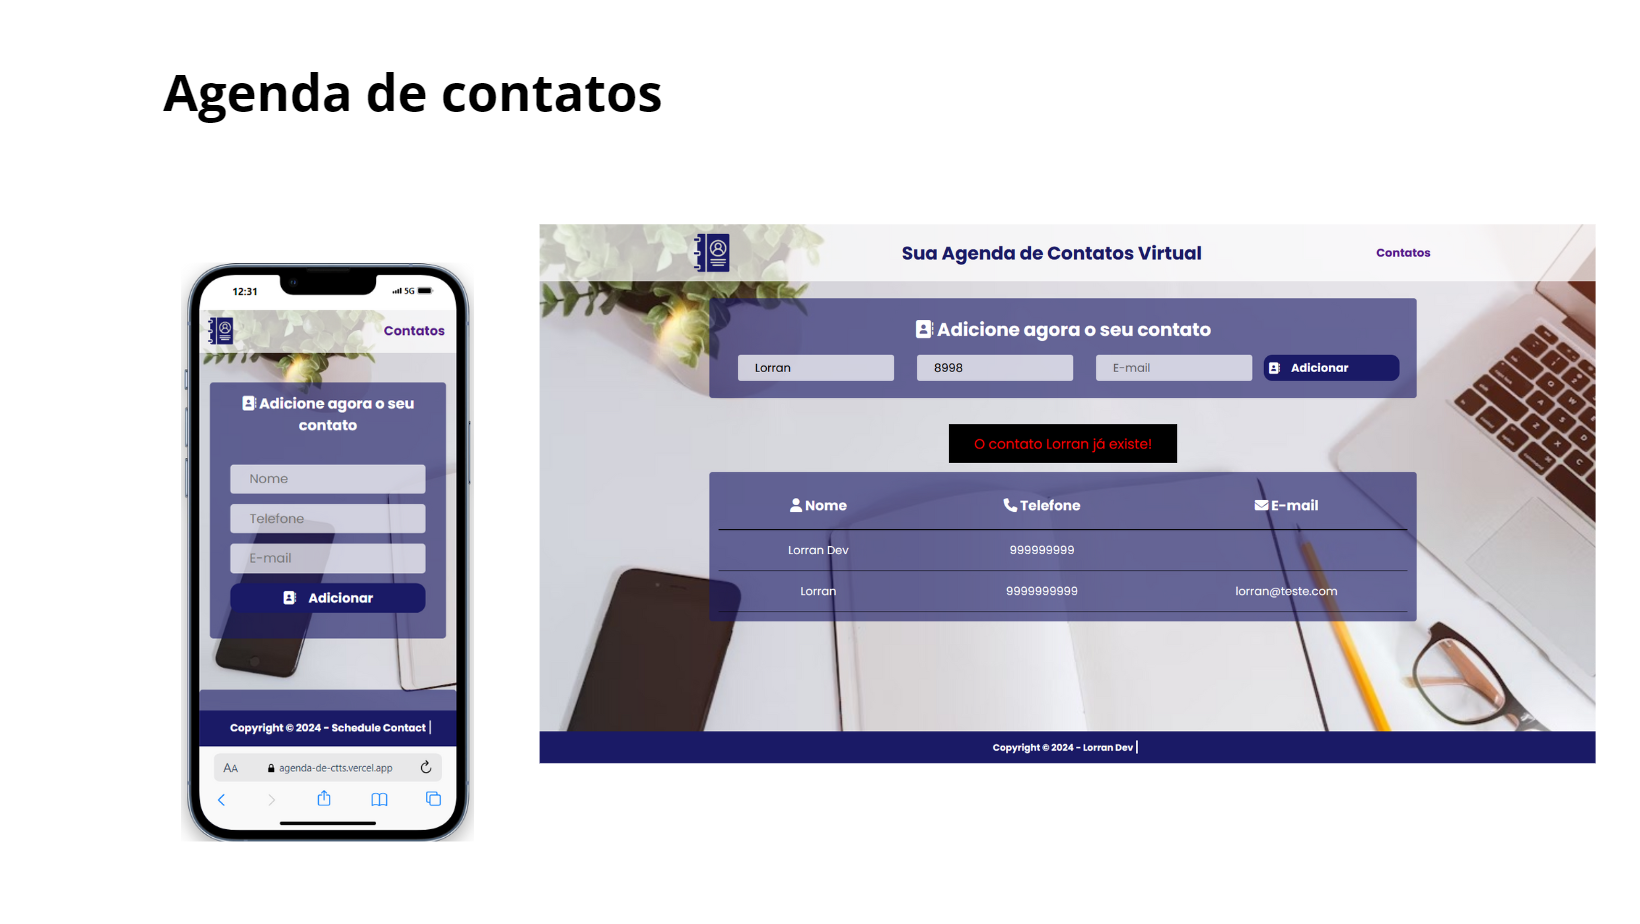 Agenda de contatos
12:31
5G
Contatos
Adicione agora o seu
contato
Nome
Telefone
E-mail
Adicionar
Copyright © 2024 - Schedule Contact |
AA agenda-de-ctts.vercel.app
Sua Agenda de Contatos Virtual
Contatos
Adicione agora o seu contato
Lorran 8998 E-mail Adicionar
O contato Lorran já existe!
Nome Telefone E-mail
Lorran Dev 999999999
Lorran 9999999999 lorran@teste.com
Copyright © 2024 - Lorran Dev |